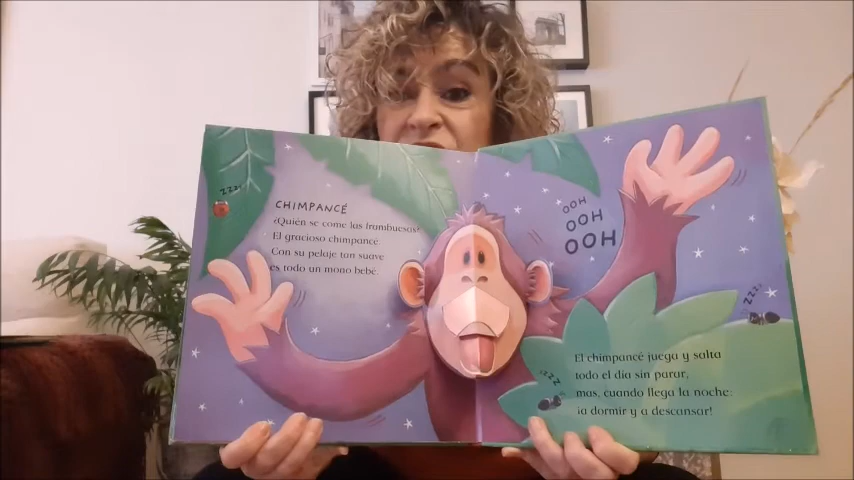 ZZZZ
CHIMPANCÉ
¿Quién se come las frambuesas?
El gracioso chimpancé.
Con su pelaje tan suave
es todo un mono bebé.
OOH
OOH
OOH
ZZZZ
ZZZ
El chimpancé juega y salta
todo el día sin parar,
mas, cuando llega la noche:
¡a dormir y a descansar!